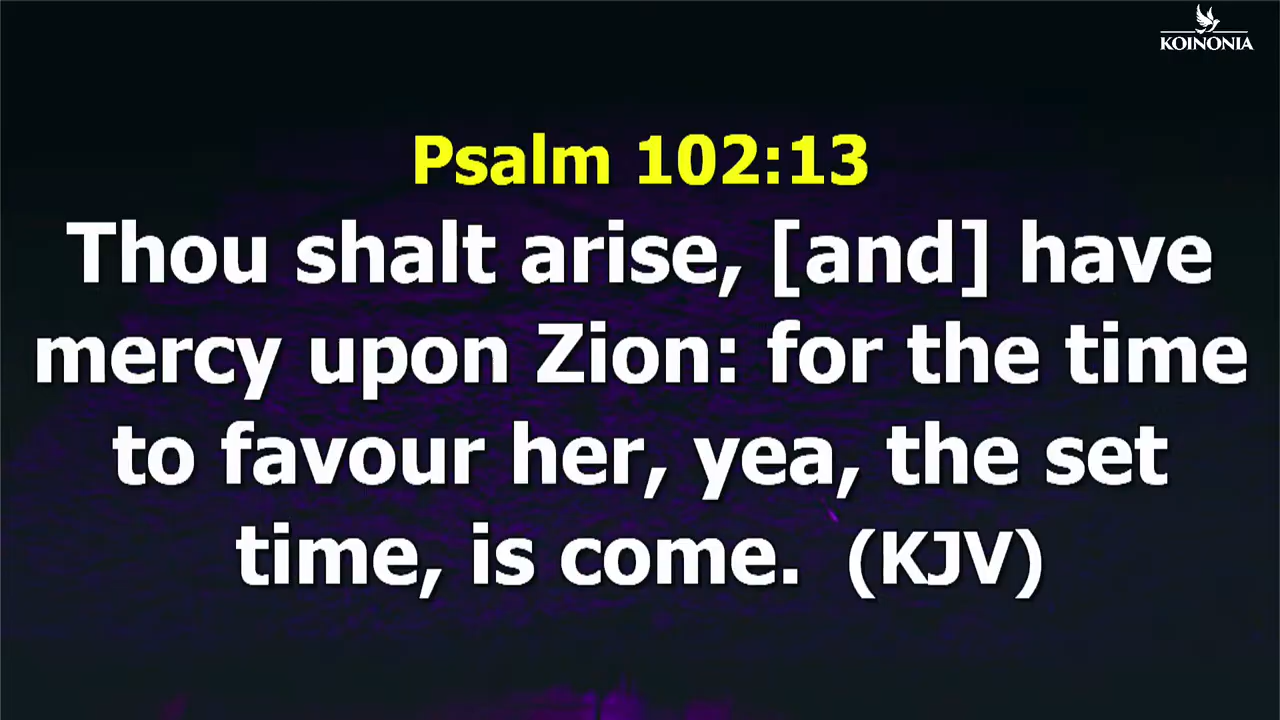 KOINONIA
Psalm 102:13
Thou shalt arise, [and] have
mercy upon Zion: for the time
to favour her, yea, the set
time, is come. (KJV)